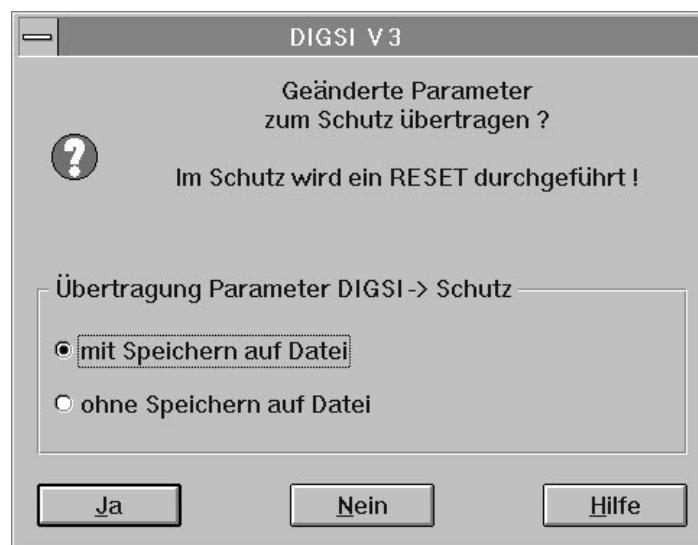 DIGSI V3
Geänderte Parameter
zum Schutz übertragen ?
Im Schutz wird ein RESET durchgeführt !
Übertragung Parameter DIGSI-> Schutz
mit Speichern auf Datei
ohne Speichern auf Datei
Ja
Nein
Hilfe